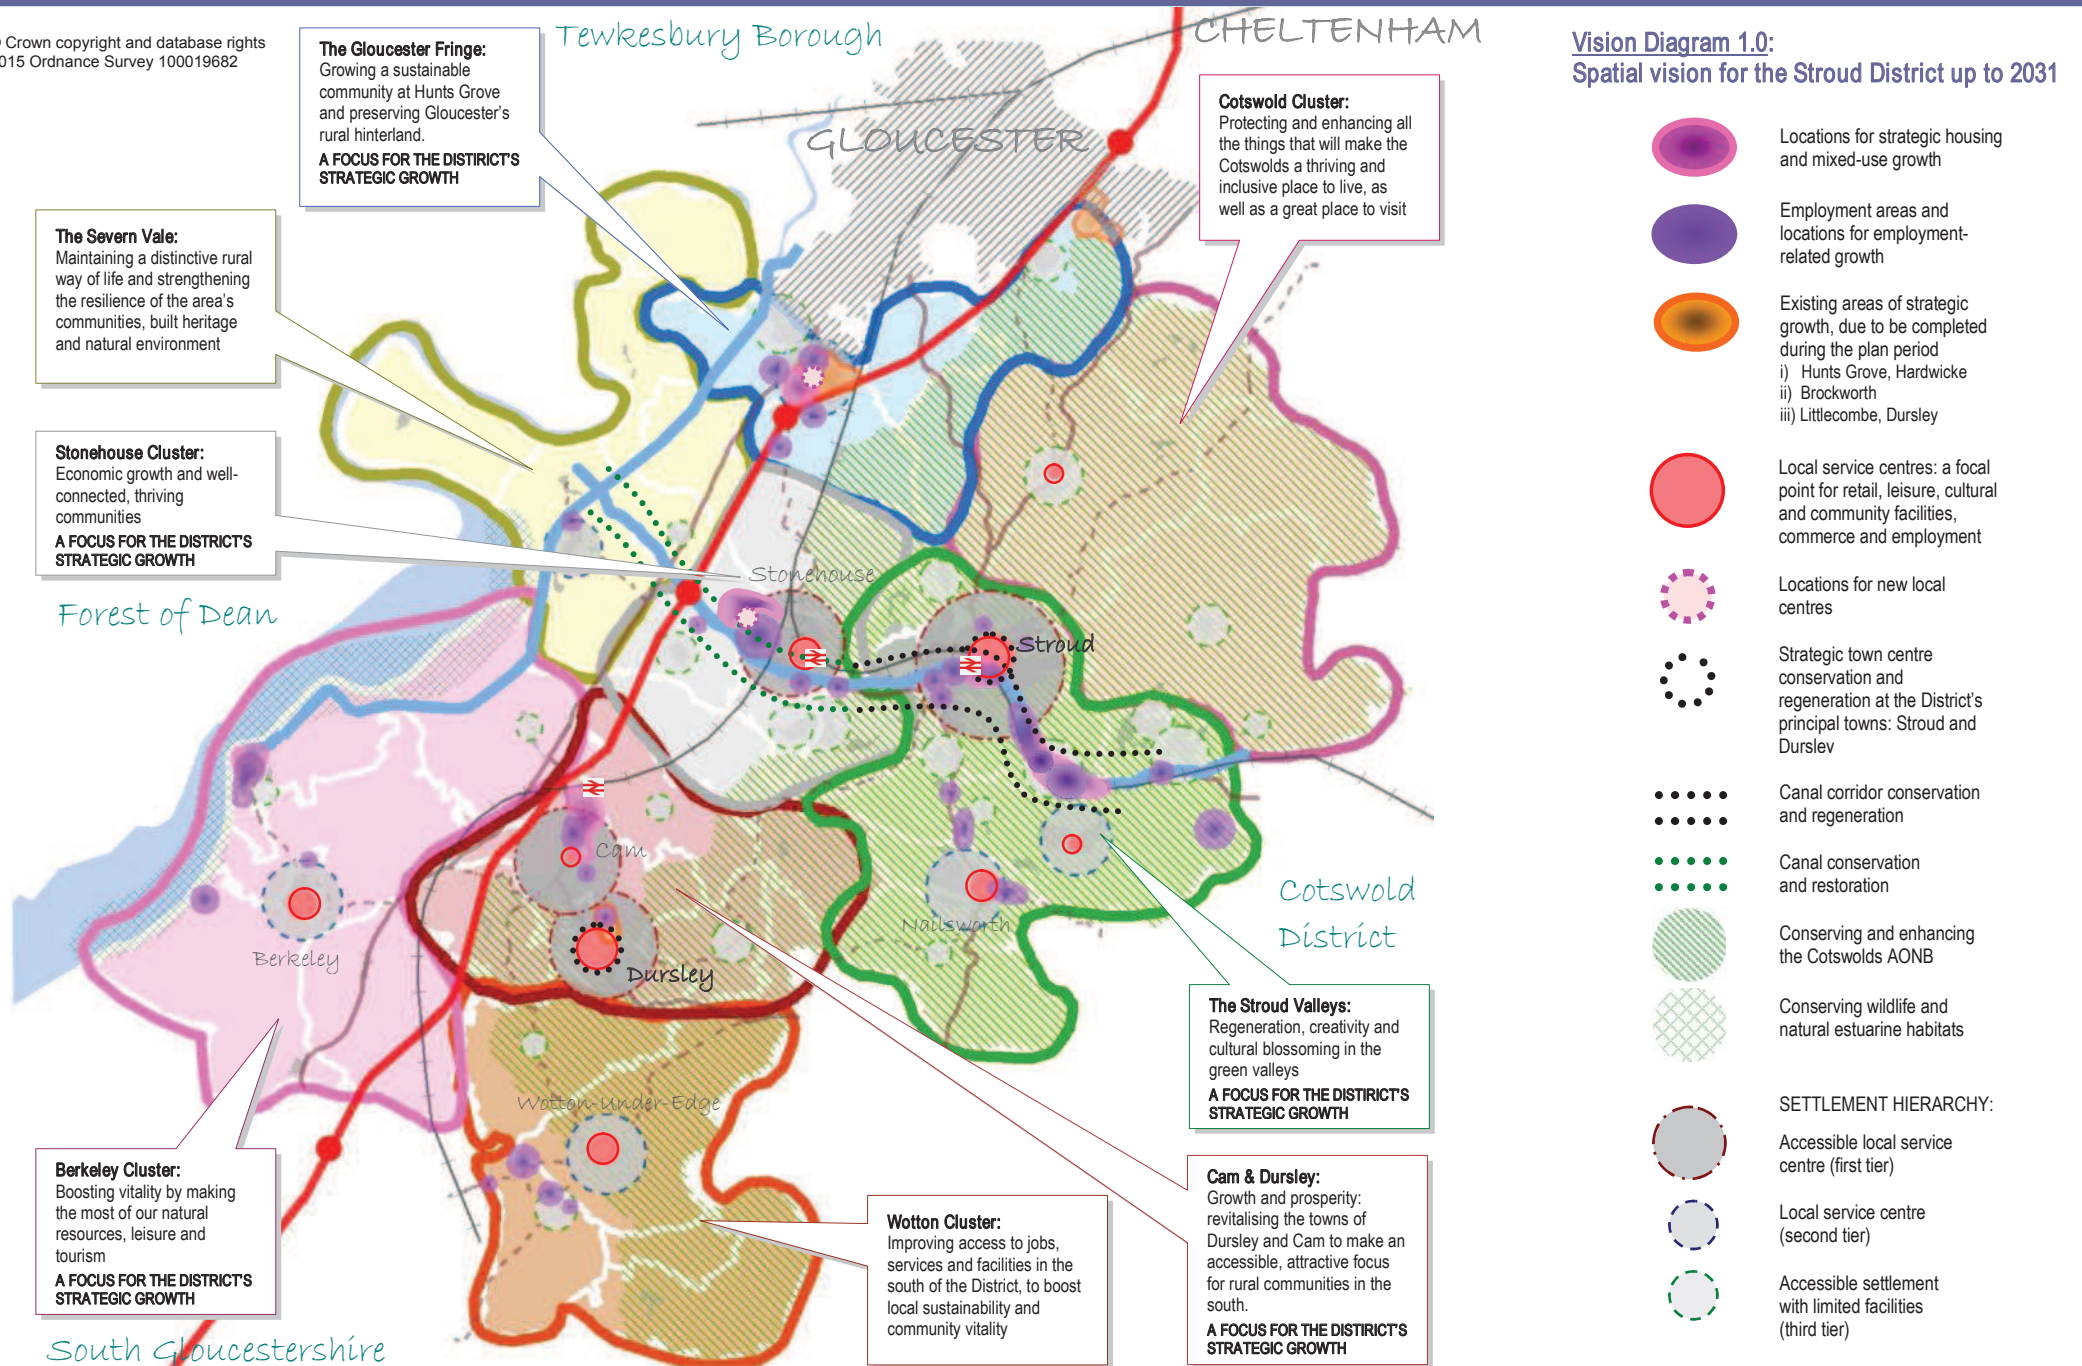 Crown copyright and database rights
015 Ordnance Survey 100019682
The Gloucester Fringe:
Growing a sustainable
community at Hunts Grove
and preserving Gloucester's
rural hinterland.
A FOCUS FOR THE DISTIRICT'S
STRATEGIC GROWTH
Tewkesbury Borough
CHELTENHAM
GLOUCESTER
Cotswold Cluster:
Protecting and enhancing all
the things that will make the
Cotswolds a thriving and
inclusive place to live, as
well as a great place to visit
The Severn Vale:
Maintaining a distinctive rural
way of life and strengthening
the resilience of the area's
communities, built heritage
and natural environment
Stonehouse Cluster:
Economic growth and well-
connected, thriving
communities
A FOCUS FOR THE DISTRICT'S
STRATEGIC GROWTH
Forest of Dean
Stonehouse
Stroud
Cam
Dursley
Berkeley
Nailsworth
Wotton-Under-Edge
Cotswold
District
The Stroud Valleys:
Regeneration, creativity and
cultural blossoming in the
green valleys
A FOCUS FOR THE DISTIRICT'S
STRATEGIC GROWTH
Berkeley Cluster:
Boosting vitality by making
the most of our natural
resources, leisure and
tourism
A FOCUS FOR THE DISTRICT'S
STRATEGIC GROWTH
Wotton Cluster:
Improving access to jobs,
services and facilities in the
south of the District, to boost
local sustainability and
community vitality
Cam & Dursley:
Growth and prosperity:
revitalising the towns of
Dursley and Cam to make an
accessible, attractive focus
for rural communities in the
south.
A FOCUS FOR THE DISTIRICT'S
STRATEGIC GROWTH
South Gloucestershire
Vision Diagram 1.0:
Spatial vision for the Stroud District up to 2031
Locations for strategic housing
and mixed-use growth
Employment areas and
locations for employment-
related growth
Existing areas of strategic
growth, due to be completed
during the plan period
i) Hunts Grove, Hardwicke
ii) Brockworth
iii) Littlecombe, Dursley
Local service centres: a focal
point for retail, leisure, cultural
and community facilities,
commerce and employment
Locations for new local
centres
Strategic town centre
conservation and
regeneration at the District's
principal towns: Stroud and
Durslev
Canal corridor conservation
and regeneration
Canal conservation
and restoration
Conserving and enhancing
the Cotswolds AONB
Conserving wildlife and
natural estuarine habitats
SETTLEMENT HIERARCHY:
Accessible local service
centre (first tier)
Local service centre
(second tier)
Accessible settlement
with limited facilities
(third tier)